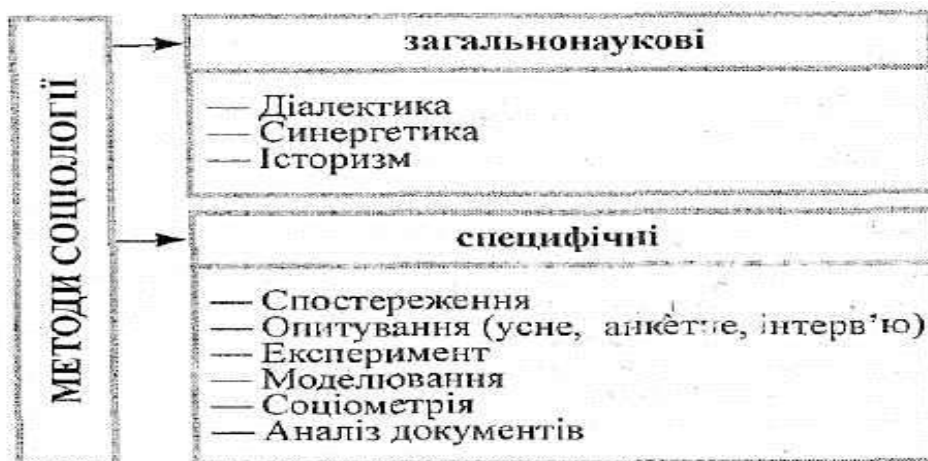 МЕТОДИ СОЦІОЛОГІЇ
загальнонаукові
— Діалектика
— Синергетика
— Історизм
специфічні
— Спостереження
— Опитування (усне, анкетне, інтерв’ю)
— Експеримент
— Моделювання
— Соціометрія
— Аналіз документів